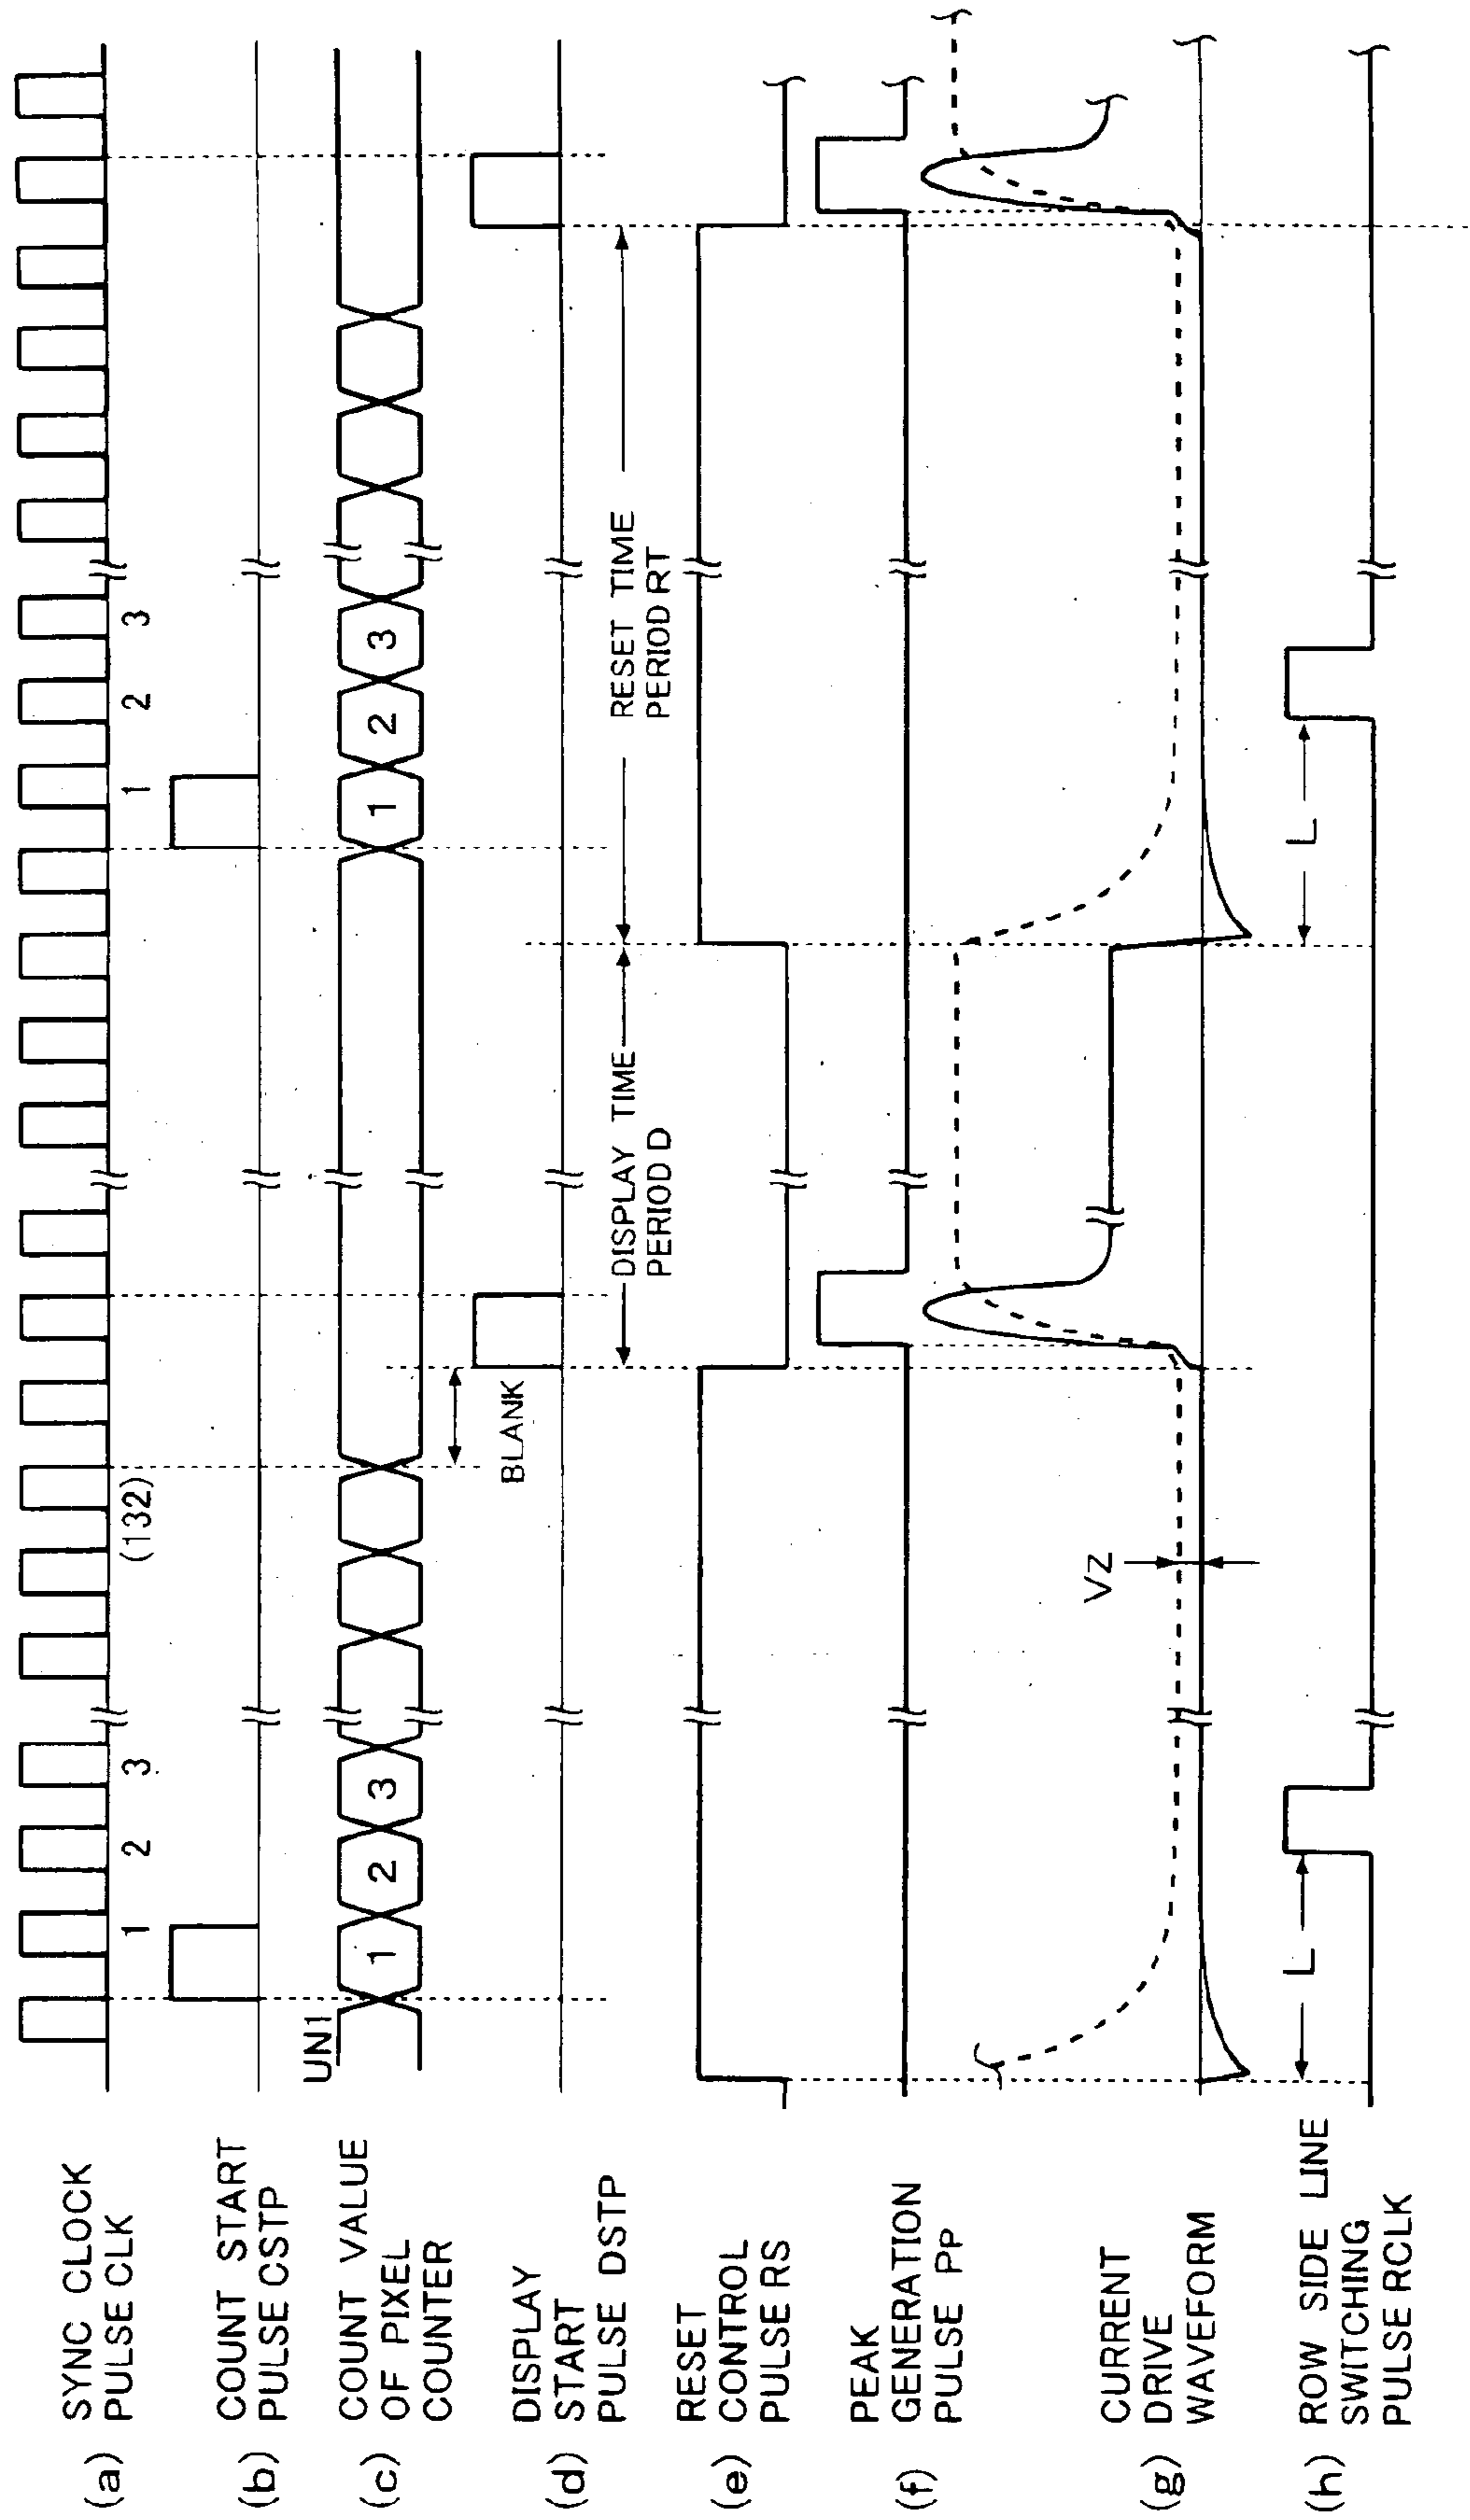 (a) SYNC CLOCK
PULSE CLK
1 2 3 (132) 1 2 3
(b) COUNT START
PULSE CSTP
(c) COUNT VALUE
OF PIXEL
COUNTER
UN1
1 2 3 1 2 3
BLANK
(d) DISPLAY
START
PULSE DSTP
DISPLAY TIME
PERIOD D
RESET TIME
PERIOD RT
(e) RESET
CONTROL
PULSE RS
(f) PEAK
GENERATION
PULSE PP
(g) CURRENT
DRIVE
WAVEFORM
VZ
(h) ROW SIDE LINE
SWITCHING
PULSE RCLK
L L